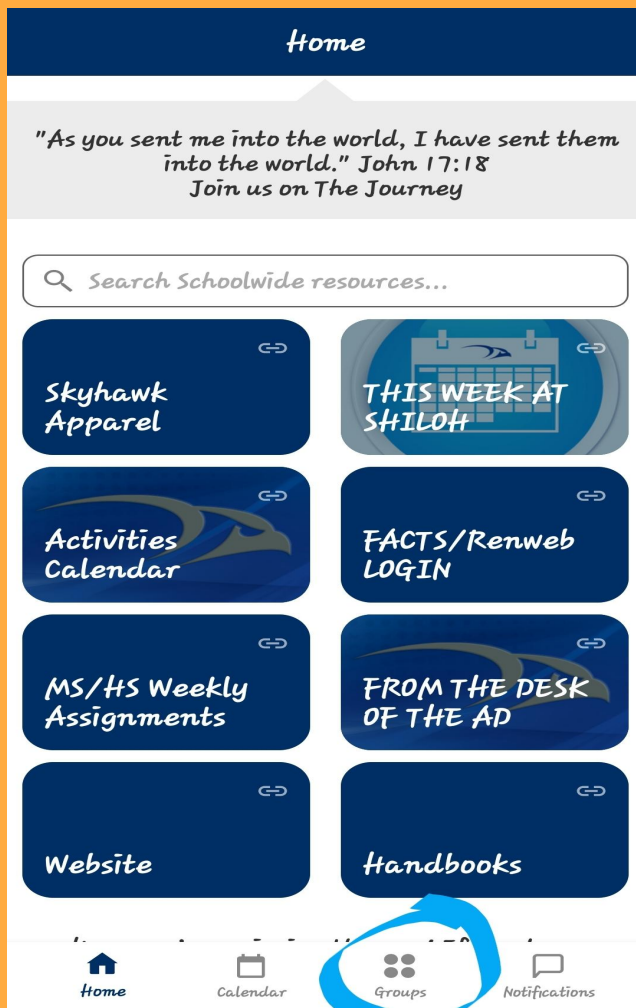 Home
"As you sent me into the world, I have sent them
into the world." John 17:18
Join us on The Journey
Search Schoolwide resources...
Skyhawk
Apparel
THIS WEEK AT
SHILOH
Activities
Calendar
FACTS/Renweb
LOGIN
MS/HS Weekly
Assignments
FROM THE DESK
OF THE AD
Website
Handbooks
Home
Calendar
Groups
Notifications